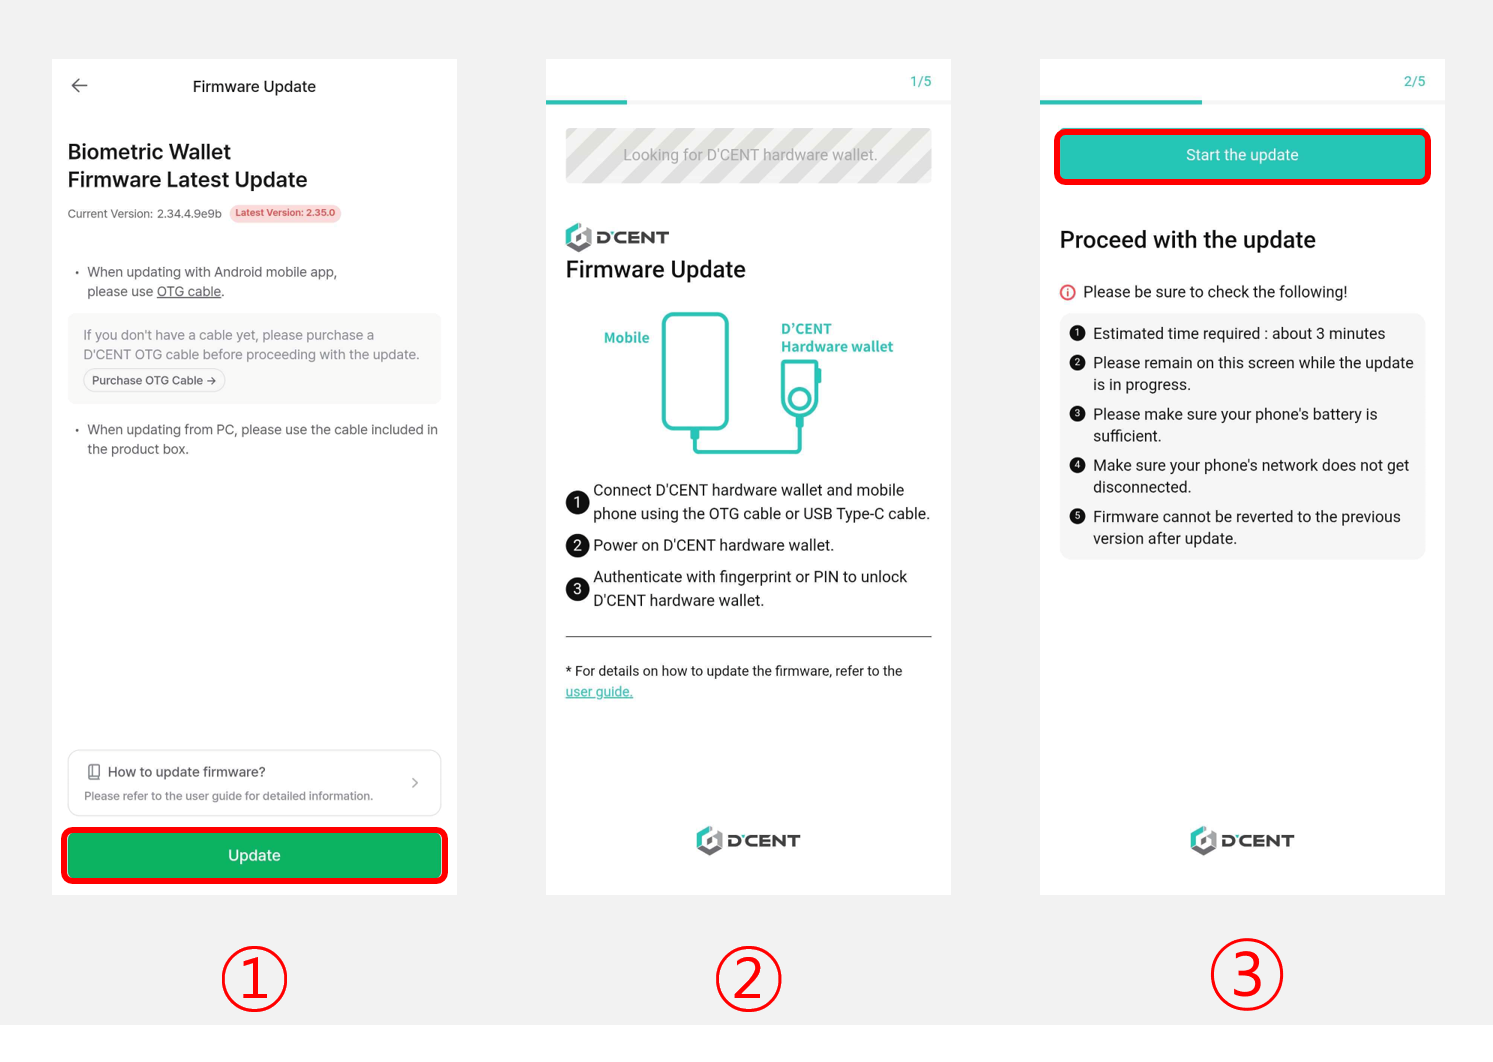 Firmware Update
Biometric Wallet
Firmware Latest Update
Current Version: 2.34.4.9e9b Latest Version: 2.35.0
• When updating with Android mobile app,
please use OTG cable.
If you don't have a cable yet, please purchase a
D'CENT OTG cable before proceeding with the update.
Purchase OTG Cable →
• When updating from PC, please use the cable included in
the product box.
How to update firmware?
Please refer to the user guide for detailed information.
Update
①
1/5
Looking for D'CENT hardware wallet.
D'CENT
Firmware Update
Mobile
D'CENT
Hardware wallet
1 Connect D'CENT hardware wallet and mobile
phone using the OTG cable or USB Type-C cable.
2 Power on D'CENT hardware wallet.
3 Authenticate with fingerprint or PIN to unlock
D'CENT hardware wallet.
* For details on how to update the firmware, refer to the
user guide.
D'CENT
②
2/5
Start the update
Proceed with the update
Please be sure to check the following!
1 Estimated time required : about 3 minutes
2 Please remain on this screen while the update
is in progress.
3 Please make sure your phone's battery is
sufficient.
4 Make sure your phone's network does not get
disconnected.
5 Firmware cannot be reverted to the previous
version after update.
D'CENT
③